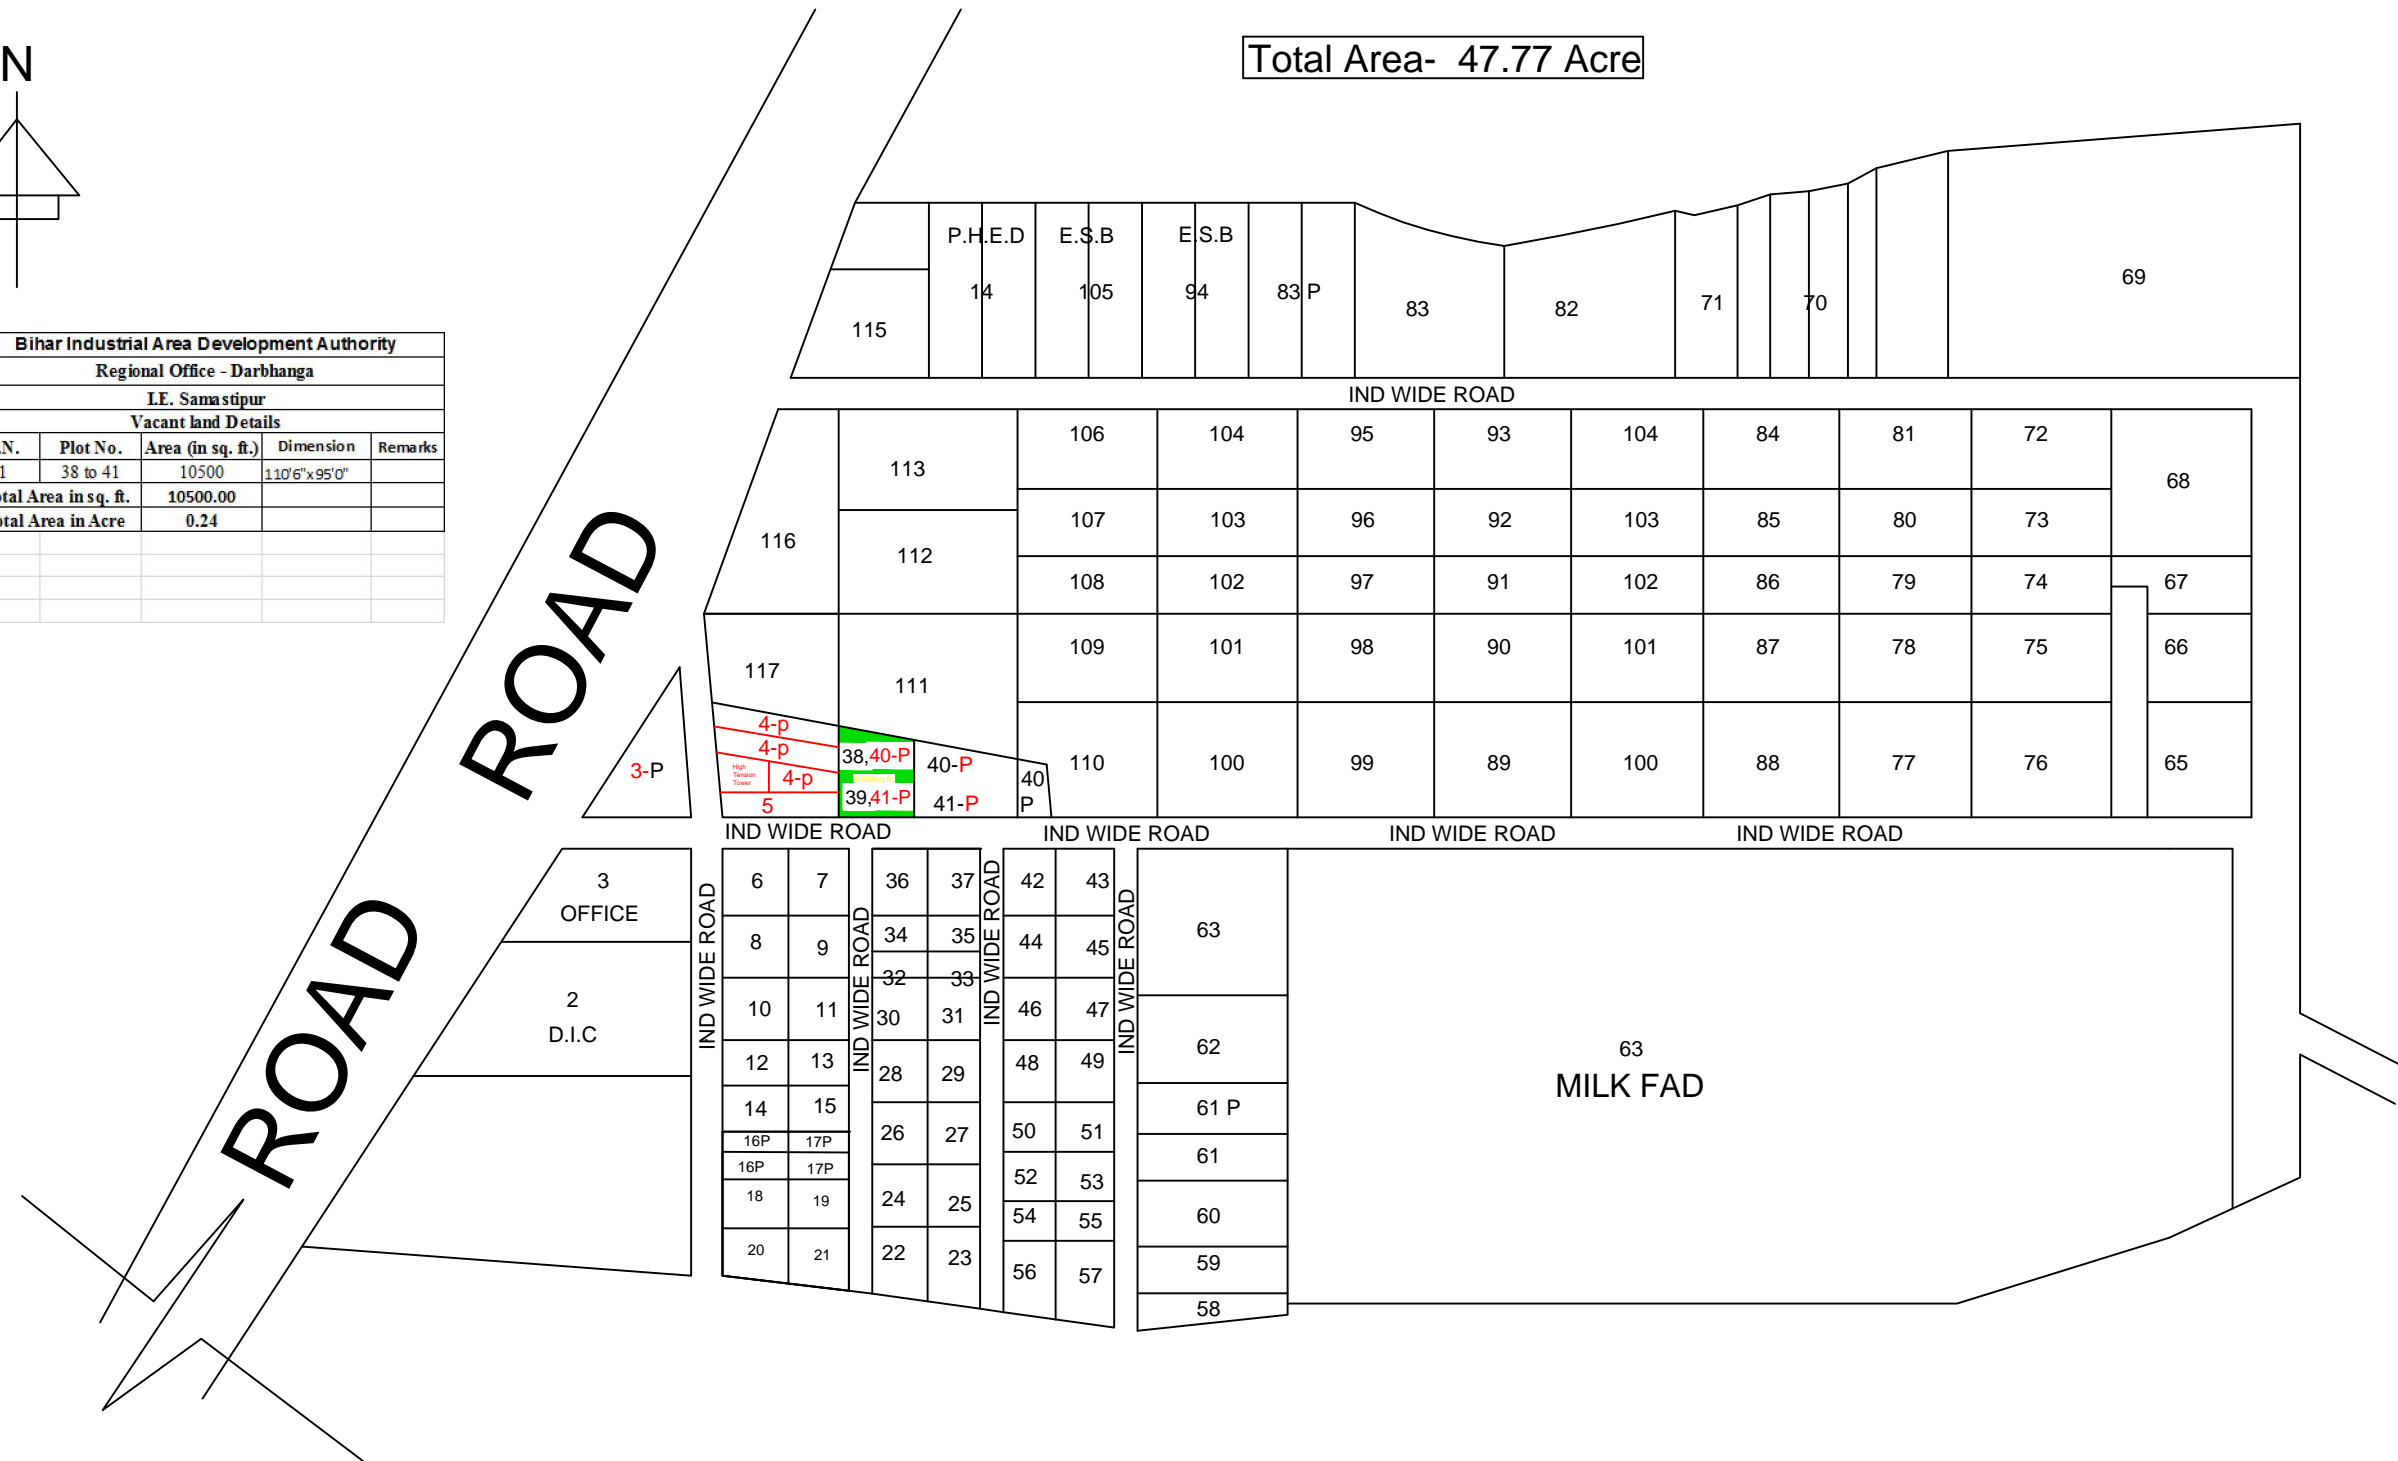 N
Total Area- 47.77 Acre
Bihar Industrial Area Development Authority
Regional Office - Darbhanga
I.E. Samastipur
Vacant land Details
.N. Plot No. Area (in sq. ft.) Dimension Remarks
1 38 to 41 10500 110'6"x95'0"
otal Area in sq. ft. 10500.00
otal Area in Acre 0.24
ROAD
ROAD
P.H.E.D E.S.B E.S.B
14 105 94 83 P 83 82 71 70 69
115
IND WIDE ROAD
106 104 95 93 104 84 81 72
113 68
107 103 96 92 103 85 80 73
116 112
108 102 97 91 102 86 79 74 67
109 101 98 90 101 87 78 75 66
117 111
4-p
4-p
High
Tension
Tower
4-p
5
3-P
38,40-P
39,41-P
40-P
41-P
40
P
110 100 99 89 100 88 77 76 65
IND WIDE ROAD IND WIDE ROAD IND WIDE ROAD IND WIDE ROAD
3
OFFICE
2
D.I.C
IND WIDE ROAD
6 7
8 9
10 11
12 13
14 15
16P 17P
16P 17P
18 19
20 21
IND WIDE ROAD
36 37
34 35
32 33
30 31
28 29
26 27
24 25
22 23
IND WIDE ROAD
42 43
44 45
46 47
48 49
50 51
52 53
54 55
56 57
IND WIDE ROAD
63
62
61 P
61
60
59
58
63
MILK FAD